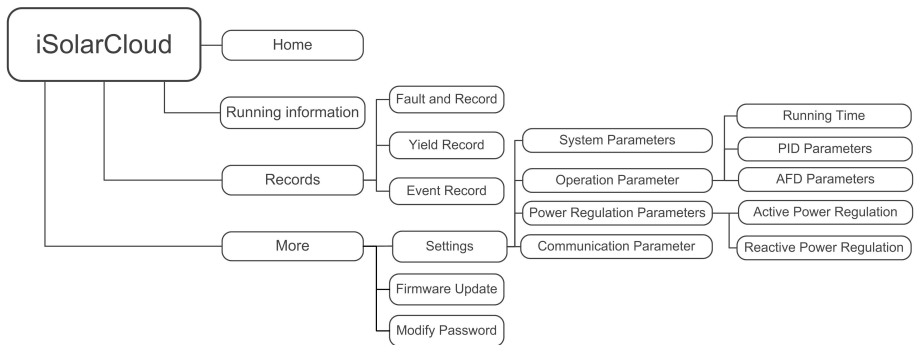 iSolarCloud
Home
Running information
Records
Fault and Record
Yield Record
Event Record
More
Settings
System Parameters
Operation Parameter
Running Time
PID Parameters
AFD Parameters
Power Regulation Parameters
Active Power Regulation
Reactive Power Regulation
Communication Parameter
Firmware Update
Modify Password